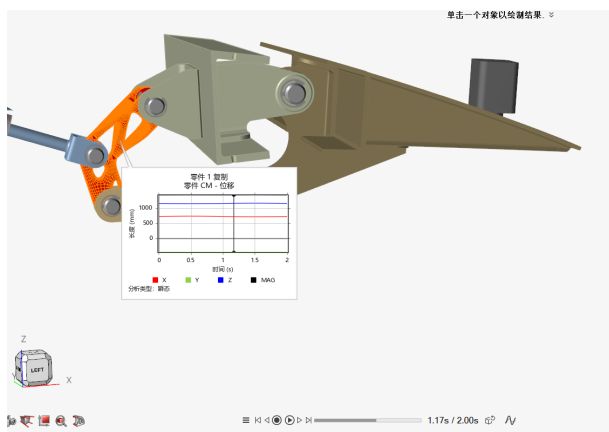 单击一个对象以绘制结果.
零件 1 复制
零件 CM - 位移
长度 (mm)
1000
500
0
0 0.5 1 1.5 2
时间 (s)
X Y Z MAG
分析类型: 瞬态
Z
LEFT
Y
X
1.17s / 2.00s